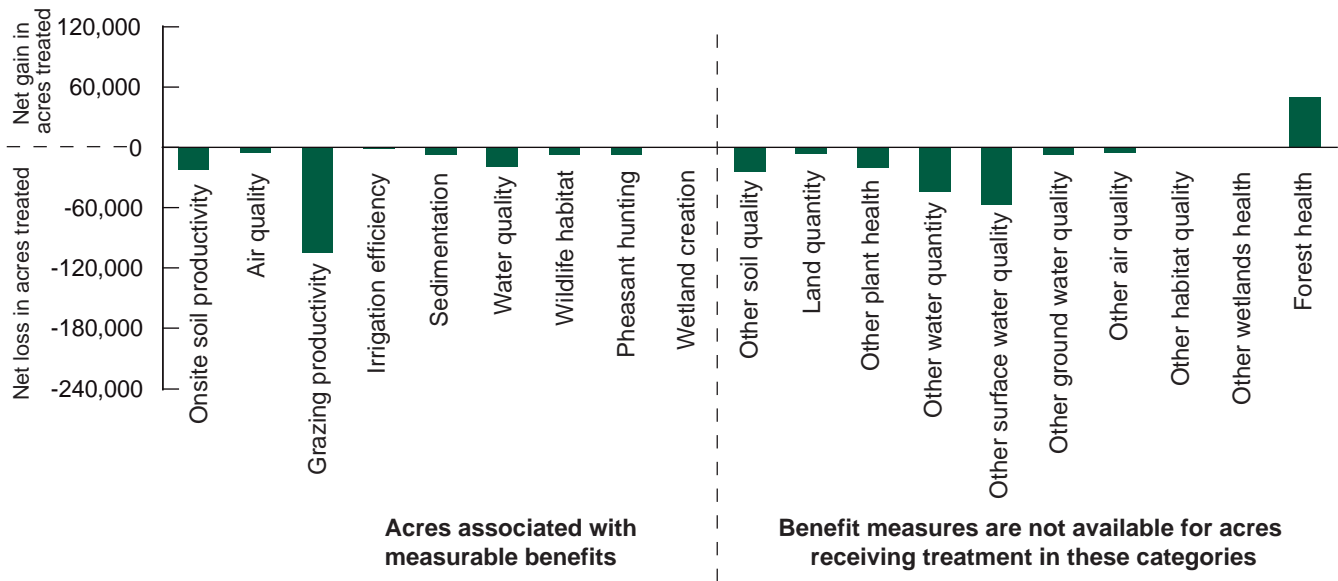 Net gain in
acres treated
Net loss in acres treated
120,000
60,000
0
-60,000
-120,000
-180,000
-240,000
Onsite soil productivity
Air quality
Grazing productivity
Irrigation efficiency
Sedimentation
Water quality
Wildlife habitat
Pheasant hunting
Wetland creation
Other soil quality
Land quantity
Other plant health
Other water quantity
Other surface water quality
Other ground water quality
Other air quality
Other habitat quality
Other wetlands health
Forest health
Acres associated with
measurable benefits
Benefit measures are not available for acres
receiving treatment in these categories